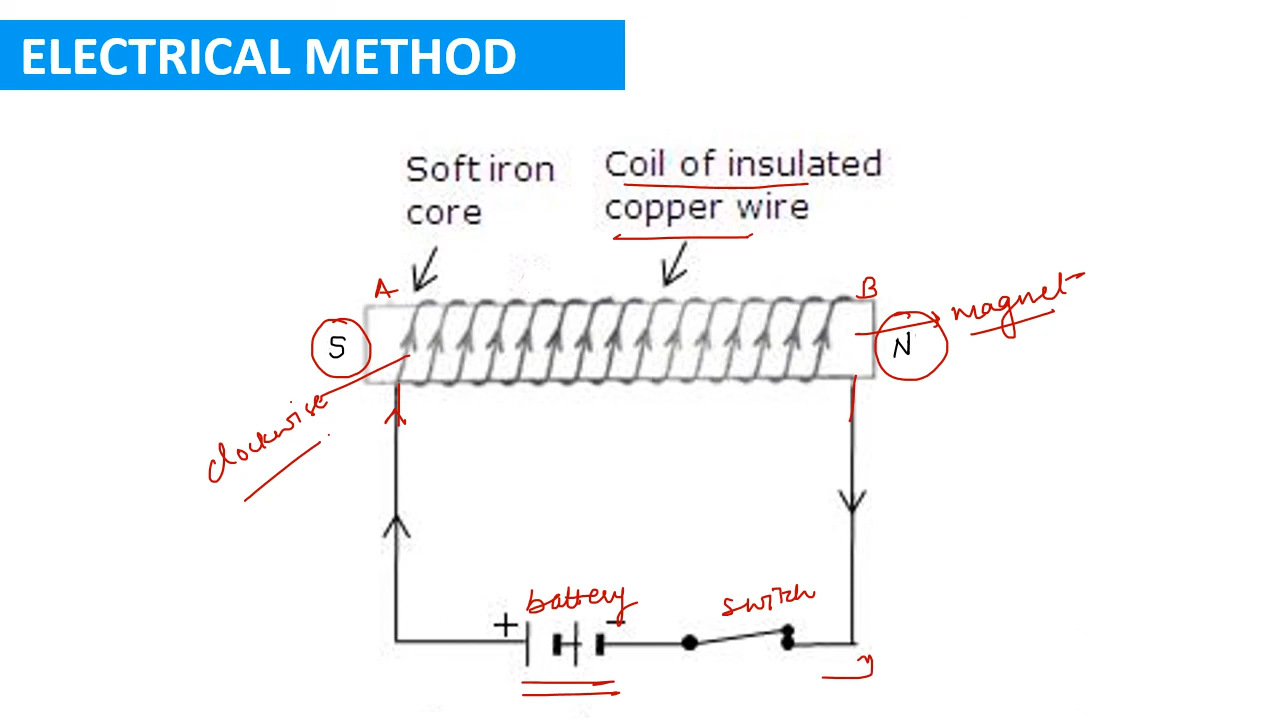 ELECTRICAL METHOD
Soft iron
core
Coil of insulated
copper wire
A
B
S
N
magnet
clockwise
battery
switch
+
-